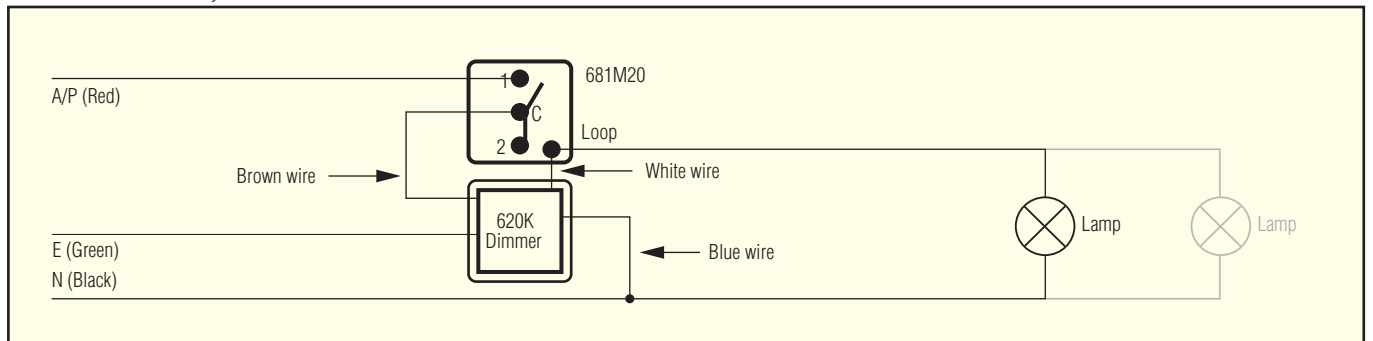 1
681M20
A/P (Red)
C
2
Loop
Brown wire
White wire
620K
Dimmer
Lamp
Lamp
E (Green)
Blue wire
N (Black)